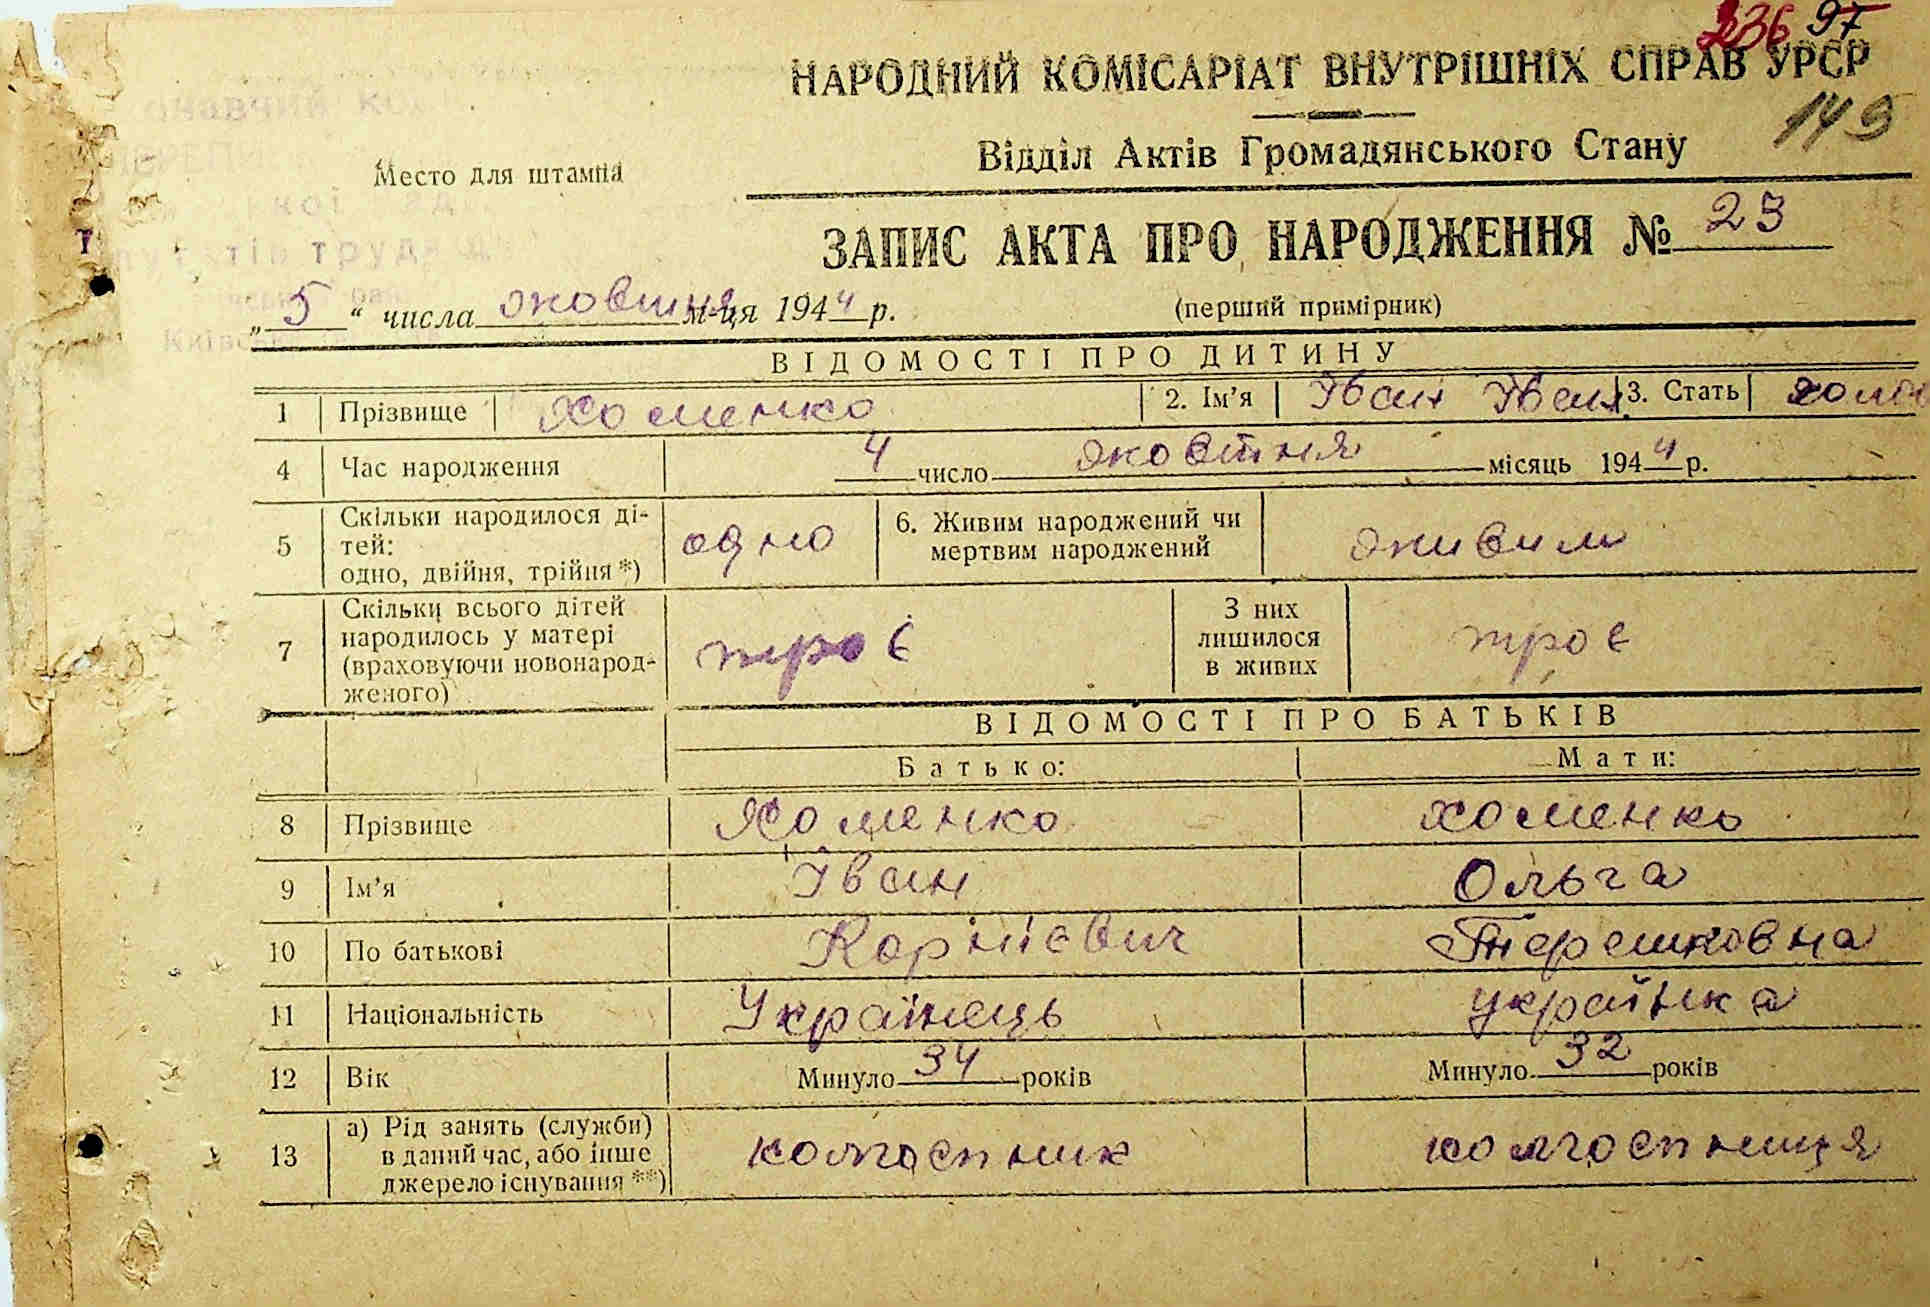 236 97
НАРОДНИЙ КОМІСАРІАТ ВНУТРІШНІХ СПРАВ УРСР
149
Відділ Актів Громадянського Стану
Место для штампа
ЗАПИС АКТА ПРО НАРОДЖЕННЯ № 23
(перший примірник)
„5“ числа жовтня м-ця 1944 р.
ВІДОМОСТІ ПРО ДИТИНУ
1 Прізвище Хоменко 2. Ім'я Іван Іван. 3. Стать
4 Час народження 4 число жовтня місяць 1944 р.
5 Скільки народилося ді-
тей:
одно, двійня, трійня *) одно 6. Живим народжений чи
мертвим народжений живим
7 Скільки всього дітей
народилось у матері
(враховуючи новонарод-
женого) троє З них
лишилося
в живих троє
ВІДОМОСТІ ПРО БАТЬКІВ
Батько: Мати:
8 Прізвище Хоменко Хоменко
9 Ім'я Іван Ольга
10 По батькові Корнієвич Терешковна
11 Національність Українець українка
12 Вік Минуло 34 років Минуло 32 років
13 а) Рід занять (служби)
в даний час, або інше
джерело існування **) колгоспник колгоспниця